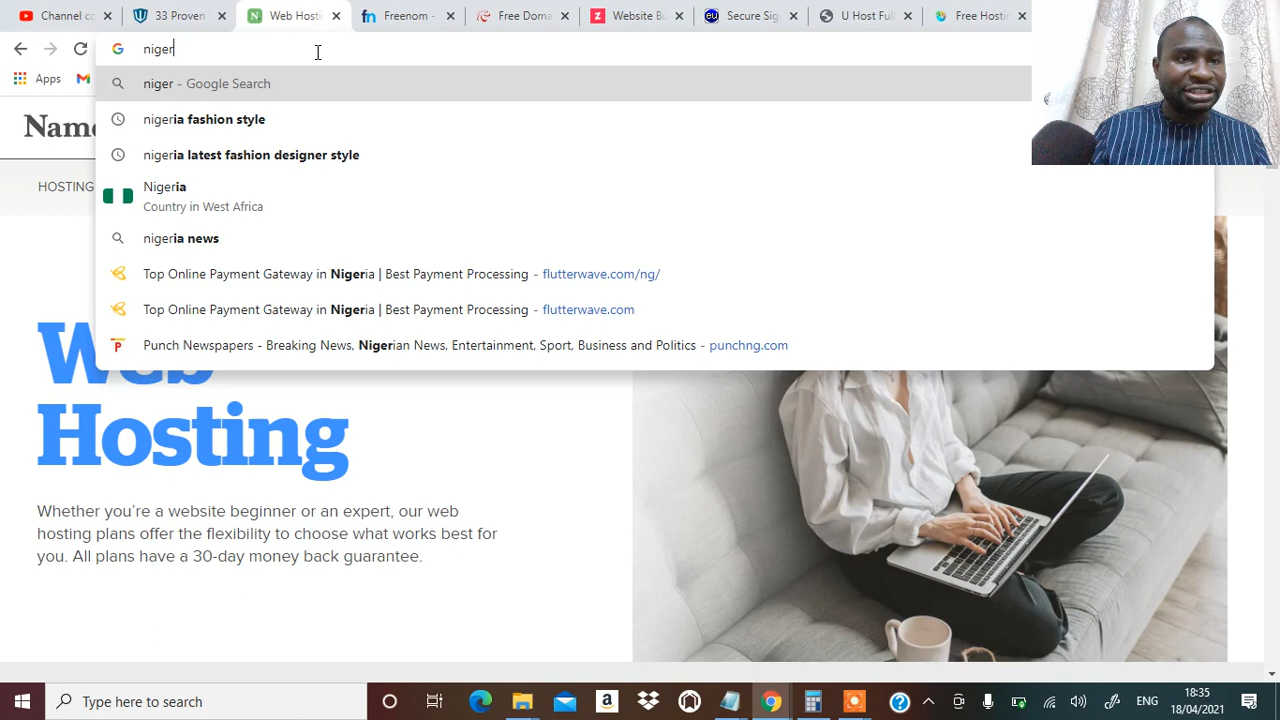 Channel co
33 Proven
Web Hosti
Freenom -
Free Doma
Website Bu
Secure Sig
U Host Full
Free Hostin
niger
Apps
niger - Google Search
nigeria fashion style
Name
nigeria latest fashion designer style
HOSTING
Nigeria
Country in West Africa
nigeria news
Top Online Payment Gateway in Nigeria | Best Payment Processing - flutterwave.com/ng/
Top Online Payment Gateway in Nigeria | Best Payment Processing - flutterwave.com
Punch Newspapers - Breaking News, Nigerian News, Entertainment, Sport, Business and Politics - punchng.com
Web
Hosting
Whether you're a website beginner or an expert, our web
hosting plans offer the flexibility to choose what works best for
you. All plans have a 30-day money back guarantee.
Type here to search
ENG
18:35
18/04/2021